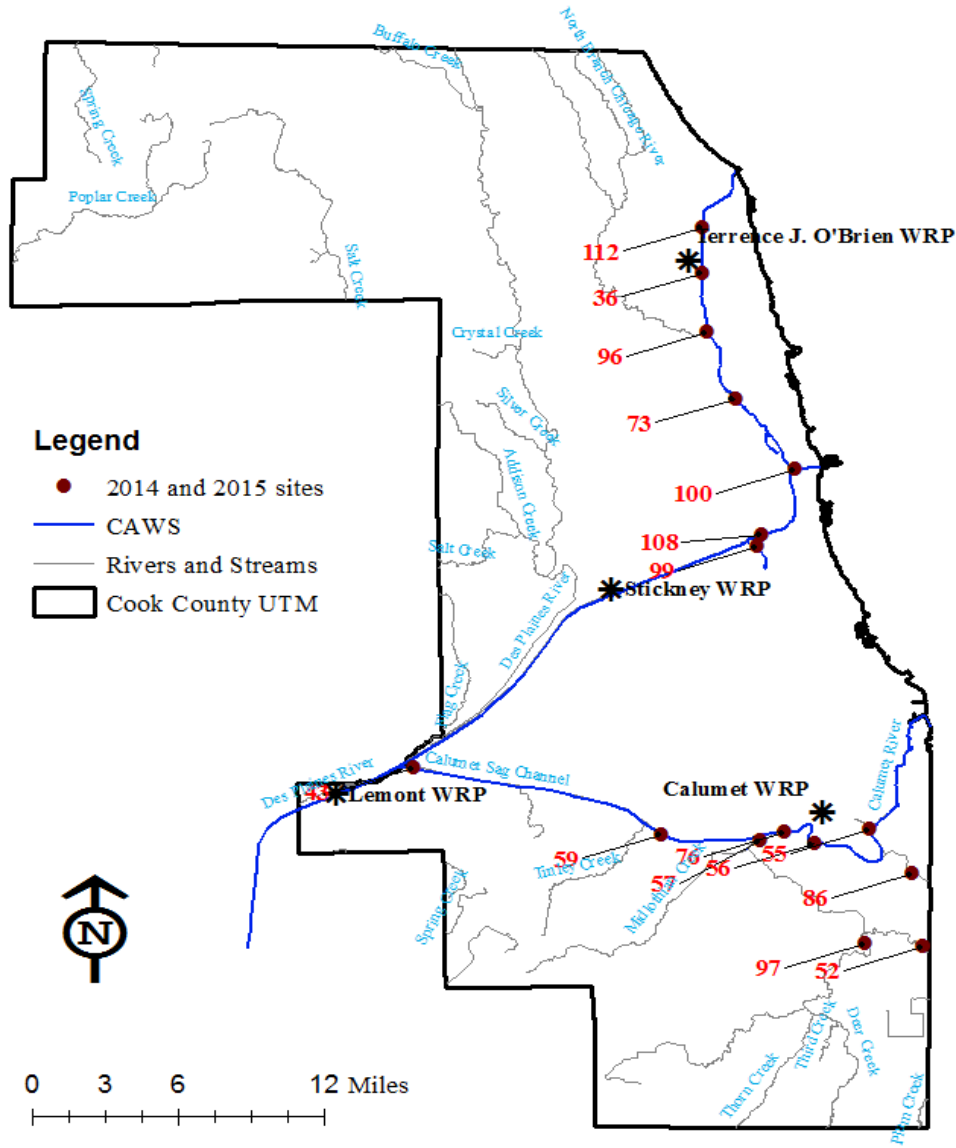 Buffalo Creek
North Branch Chicago River
Spring Creek
Poplar Creek
Salt Creek
112
Terrence J. O'Brien WRP
36
96
Crystal Creek
73
Silver Creek
Addison Creek
Legend
2014 and 2015 sites
100
CAWS
108
Salt Creek
Rivers and Streams
99
Stickney WRP
Cook County UTM
Des Plaines River
Flag Creek
Calumet River
Calumet Sag Channel
Des Plaines River
43
Lemont WRP
Calumet WRP
59
76
55
56
57
Tinley Creek
Midlothian Creek
86
Spring Creek
N
97
52
Deer Creek
Third Creek
Thorn Creek
Plum Creek
0 3 6 12 Miles